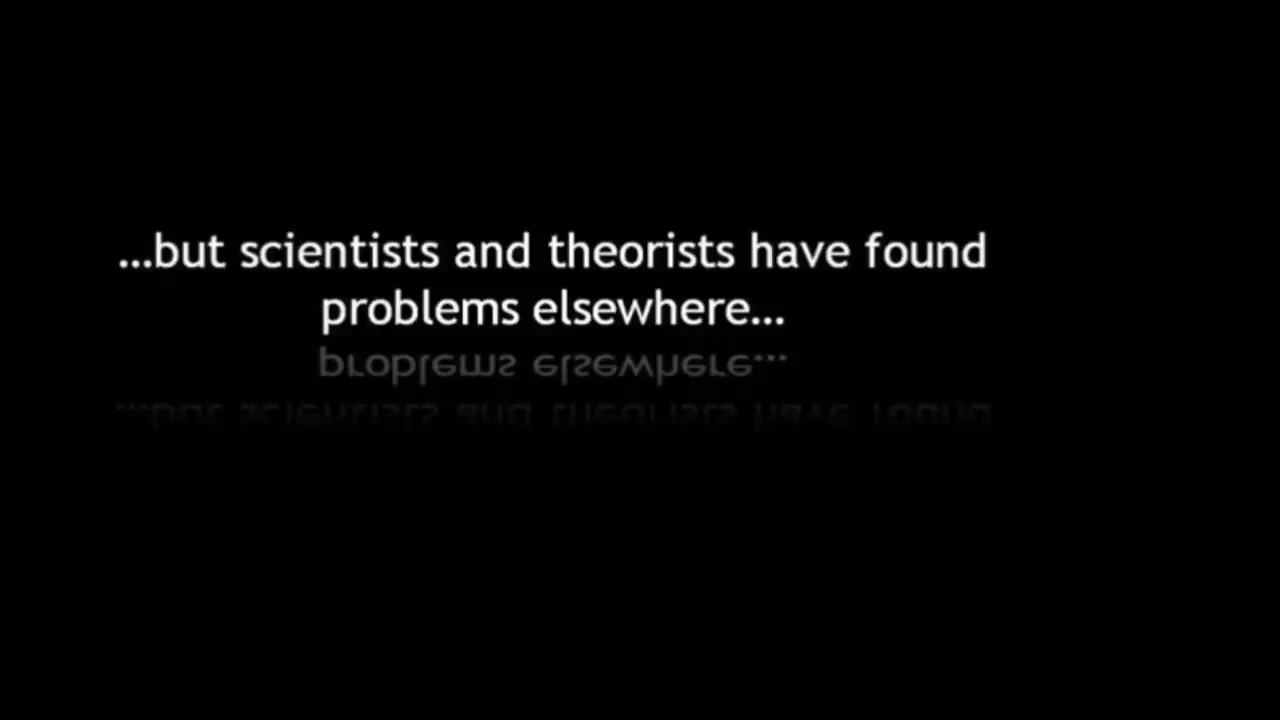 ...but scientists and theorists have found
problems elsewhere...